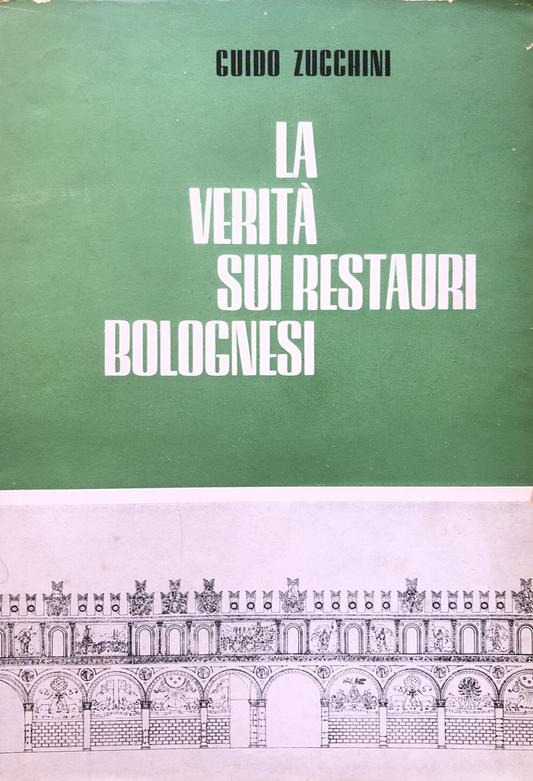 GUIDO ZUCCHINI
LA
VERITÀ
SUI RESTAURI
BOLOGNESI